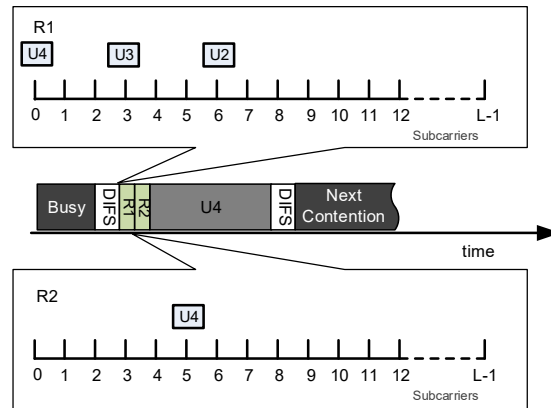 R1
U4 U3 U2
0 1 2 3 4 5 6 7 8 9 10 11 12 L-1
Subcarriers
Busy DIFS R1 R2 U4 DIFS Next Contention
time
R2
U4
0 1 2 3 4 5 6 7 8 9 10 11 12 L-1
Subcarriers